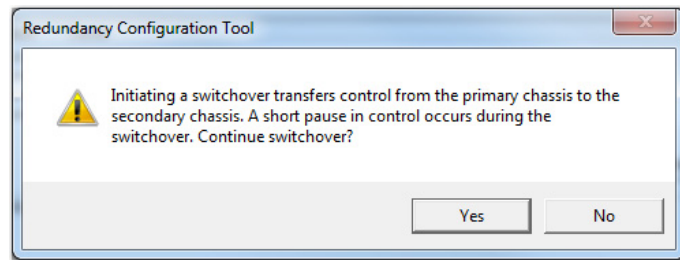 Redundancy Configuration Tool
Initiating a switchover transfers control from the primary chassis to the
secondary chassis. A short pause in control occurs during the
switchover. Continue switchover?
Yes
No